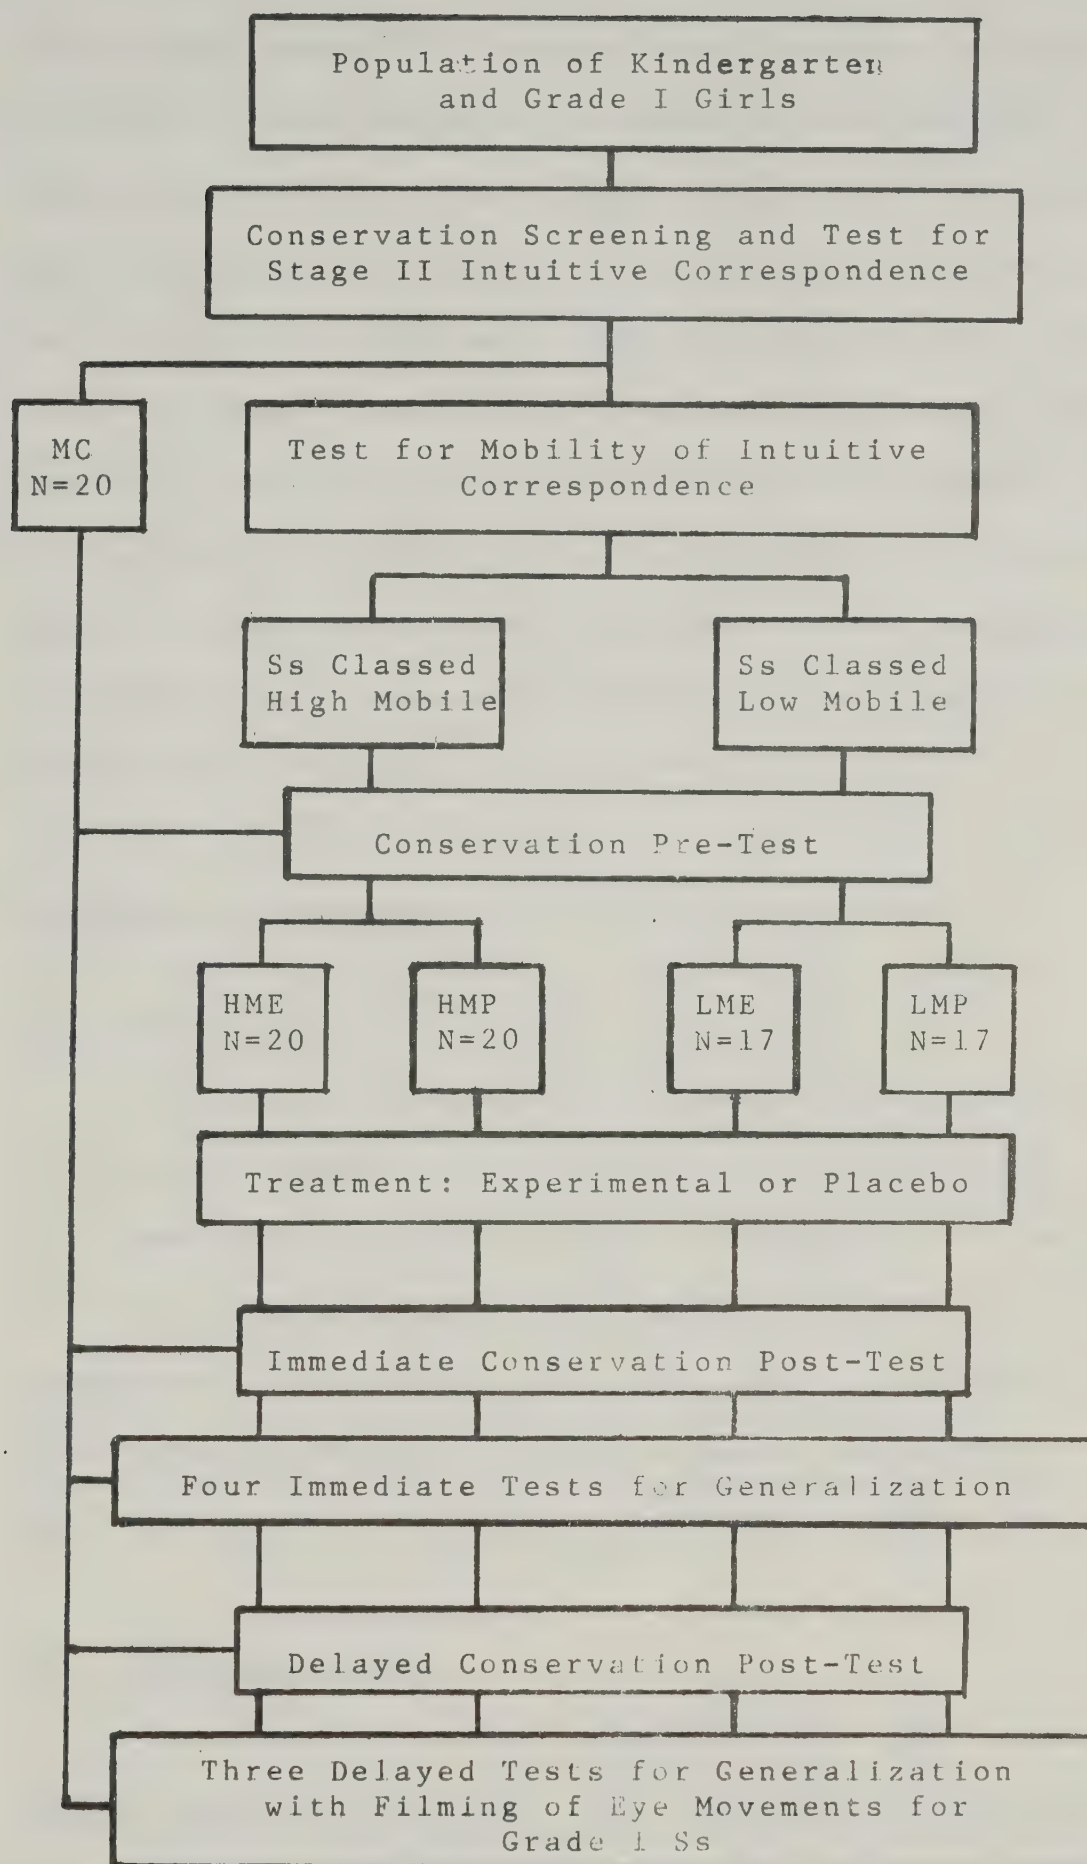 Population of Kindergarten
and Grade I Girls
Conservation Screening and Test for
Stage II Intuitive Correspondence
MC
N=20
Test for Mobility of Intuitive
Correspondence
Ss Classed
High Mobile
Ss Classed
Low Mobile
Conservation Pre-Test
HME
N=20
HMP
N=20
LME
N=17
LMP
N=17
Treatment: Experimental or Placebo
Immediate Conservation Post-Test
Four Immediate Tests for Generalization
Delayed Conservation Post-Test
Three Delayed Tests for Generalization
with Filming of Eye Movements for
Grade 1 Ss